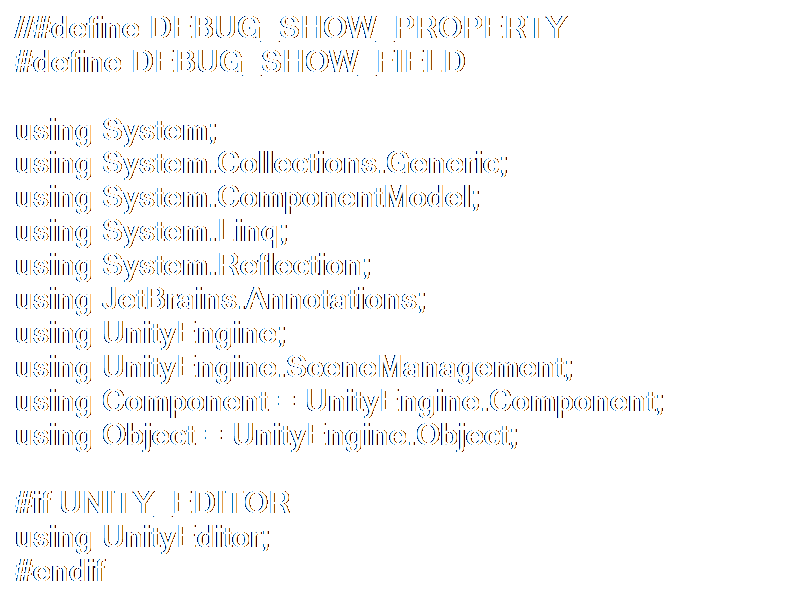 //#define DEBUG_SHOW_PROPERTY
#define DEBUG_SHOW_FIELD
using System;
using System.Collections.Generic;
using System.ComponentModel;
using System.Linq;
using System.Reflection;
using JetBrains.Annotations;
using UnityEngine;
using UnityEngine.SceneManagement;
using Component = UnityEngine.Component;
using Object = UnityEngine.Object;
#if UNITY_EDITOR
using UnityEditor;
#endif